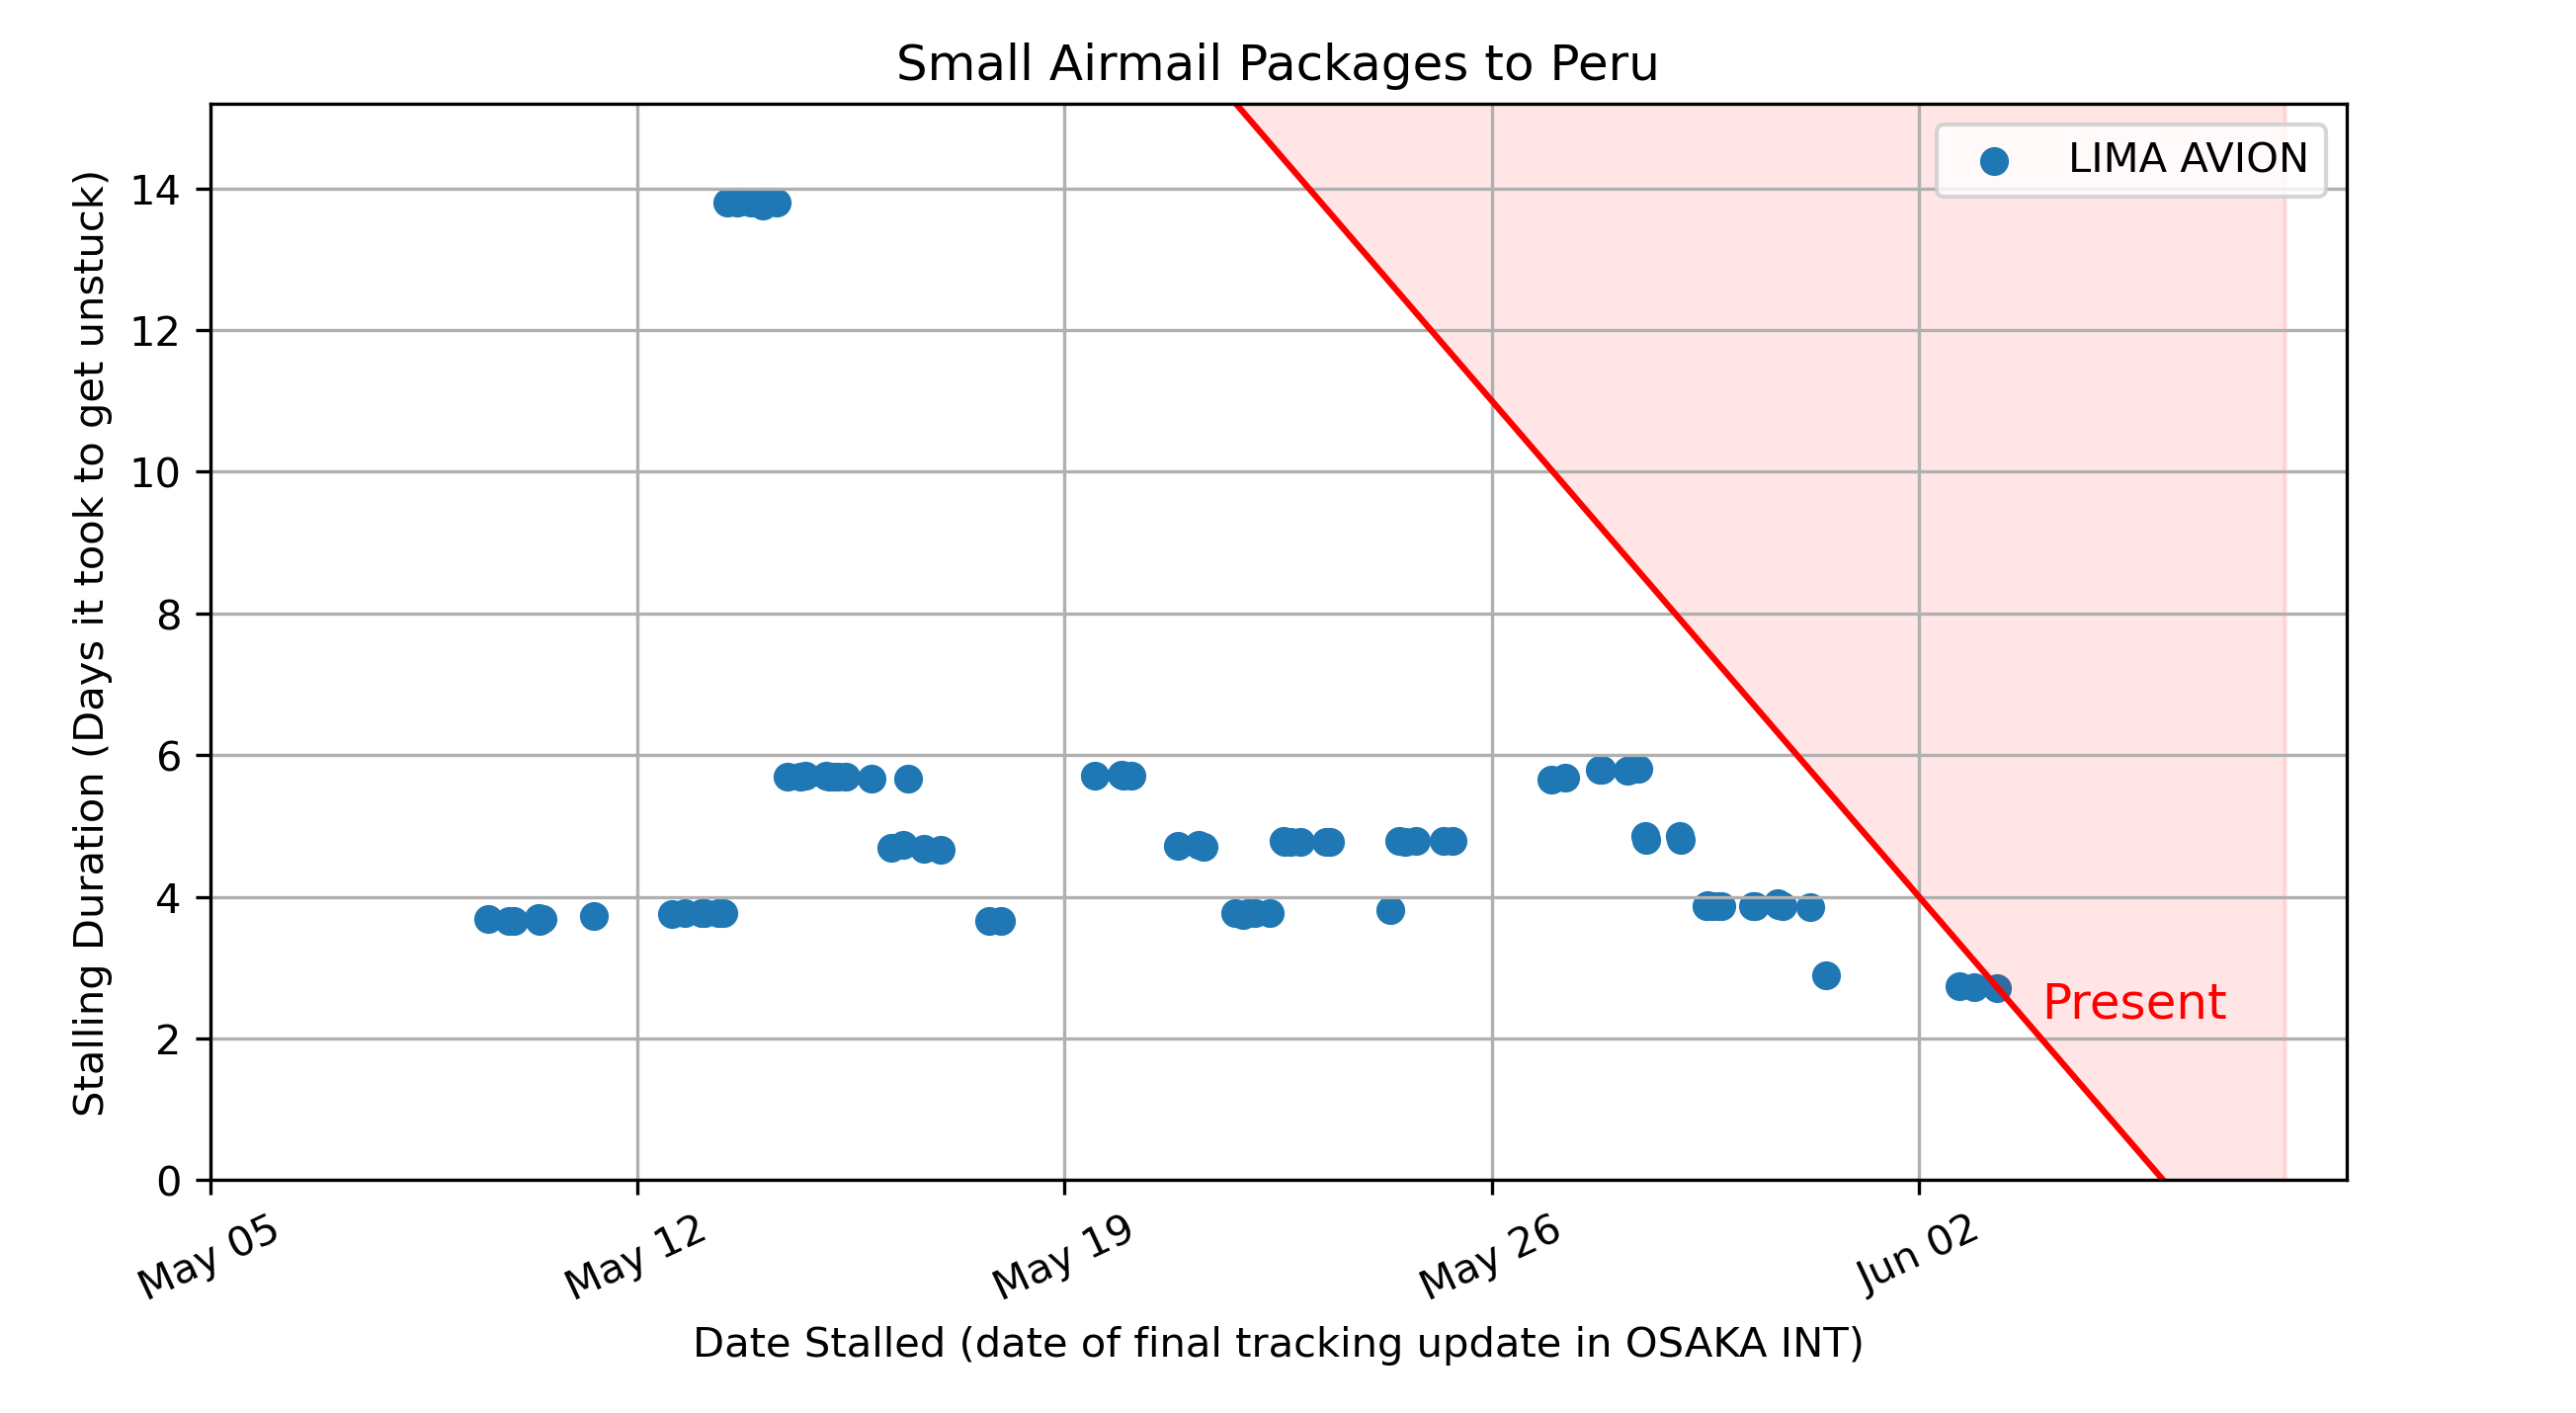 Small Airmail Packages to Peru
LIMA AVION
Stalling Duration (Days it took to get unstuck)
14
12
10
8
6
4
2
0
Present
May 05
May 12
May 19
May 26
Jun 02
Date Stalled (date of final tracking update in OSAKA INT)